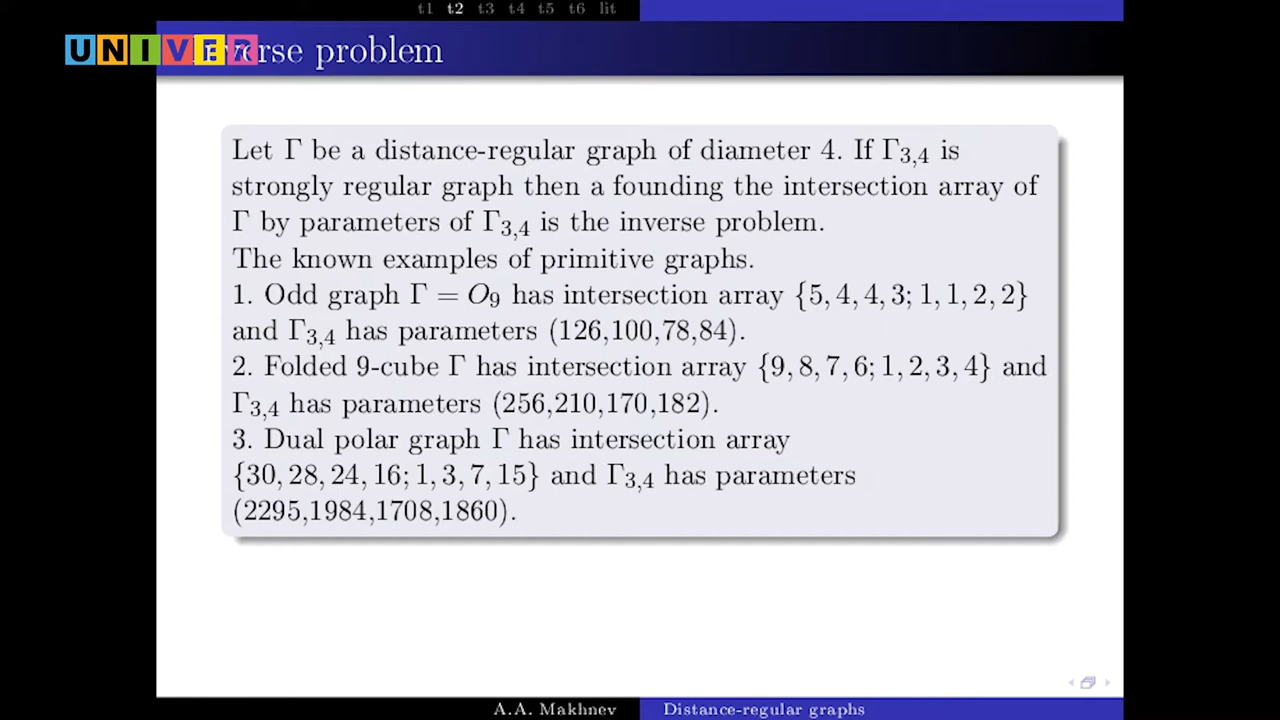 t1 t2 t3 t4 t5 t6 lit
UNIVER
Inverse problem
Let Γ be a distance-regular graph of diameter 4. If Γ₃,₄ is
strongly regular graph then a founding the intersection array of
Γ by parameters of Γ₃,₄ is the inverse problem.
The known examples of primitive graphs.
1. Odd graph Γ = O₉ has intersection array {5, 4, 4, 3; 1, 1, 2, 2}
and Γ₃,₄ has parameters (126,100,78,84).
2. Folded 9-cube Γ has intersection array {9, 8, 7, 6; 1, 2, 3, 4} and
Γ₃,₄ has parameters (256,210,170,182).
3. Dual polar graph Γ has intersection array
{30, 28, 24, 16; 1, 3, 7, 15} and Γ₃,₄ has parameters
(2295,1984,1708,1860).
A.A. Makhnev Distance-regular graphs